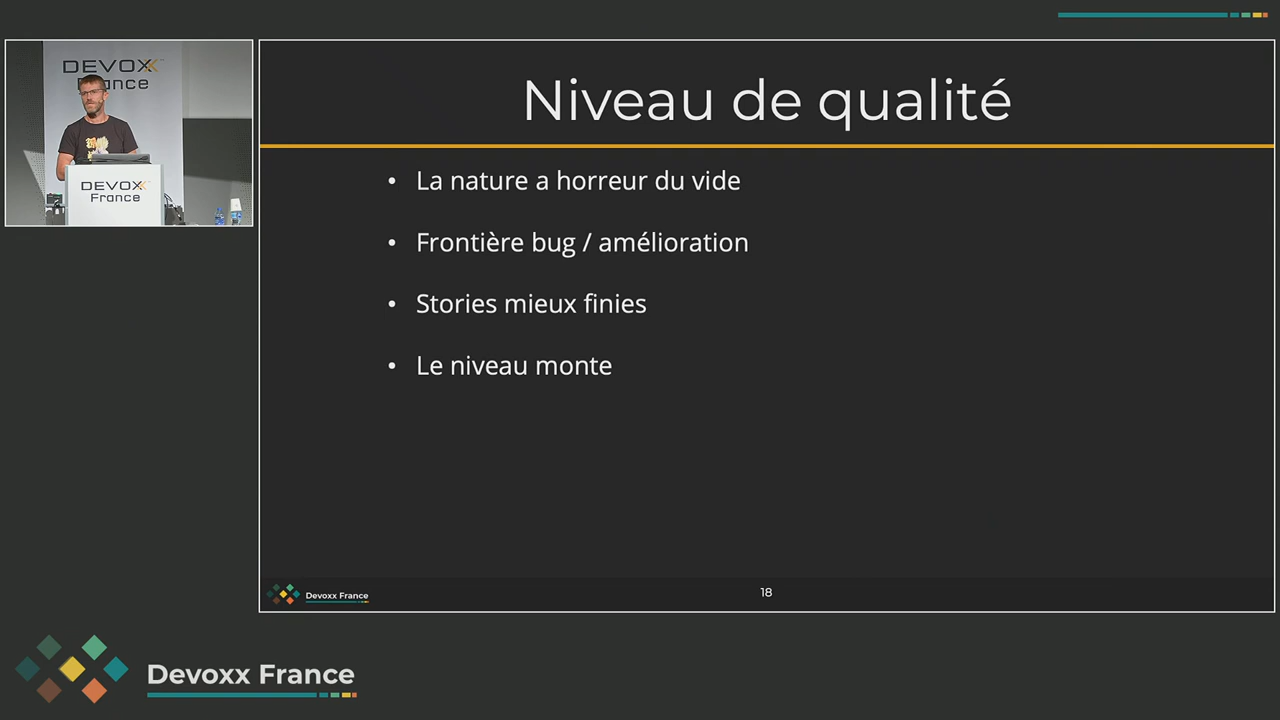 DEVOXX
France
DEVOXX
France
Niveau de qualité
• La nature a horreur du vide
• Frontière bug / amélioration
• Stories mieux finies
• Le niveau monte
Devoxx France
18
Devoxx France